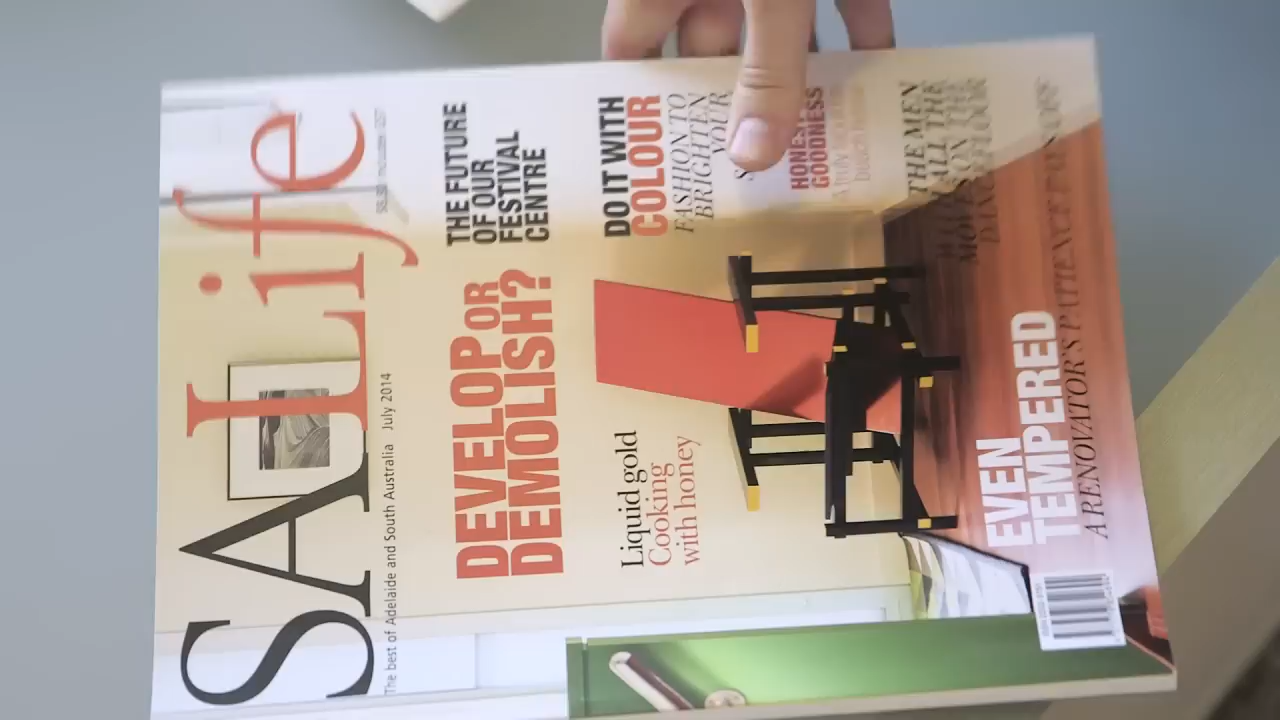 SALife
The best of Adelaide and South Australia July 2014
DEVELOP OR
DEMOLISH?
THE FUTURE
OF OUR
FESTIVAL
CENTRE
Liquid gold
Cooking
with honey
DO IT WITH
COLOUR
FASHION TO
BRIGHTEN
YOUR
HONEST
GOODNESS
THE MEN
EVEN
TEMPERED
A RENOVATOR'S PATIENCE PAYS OFF